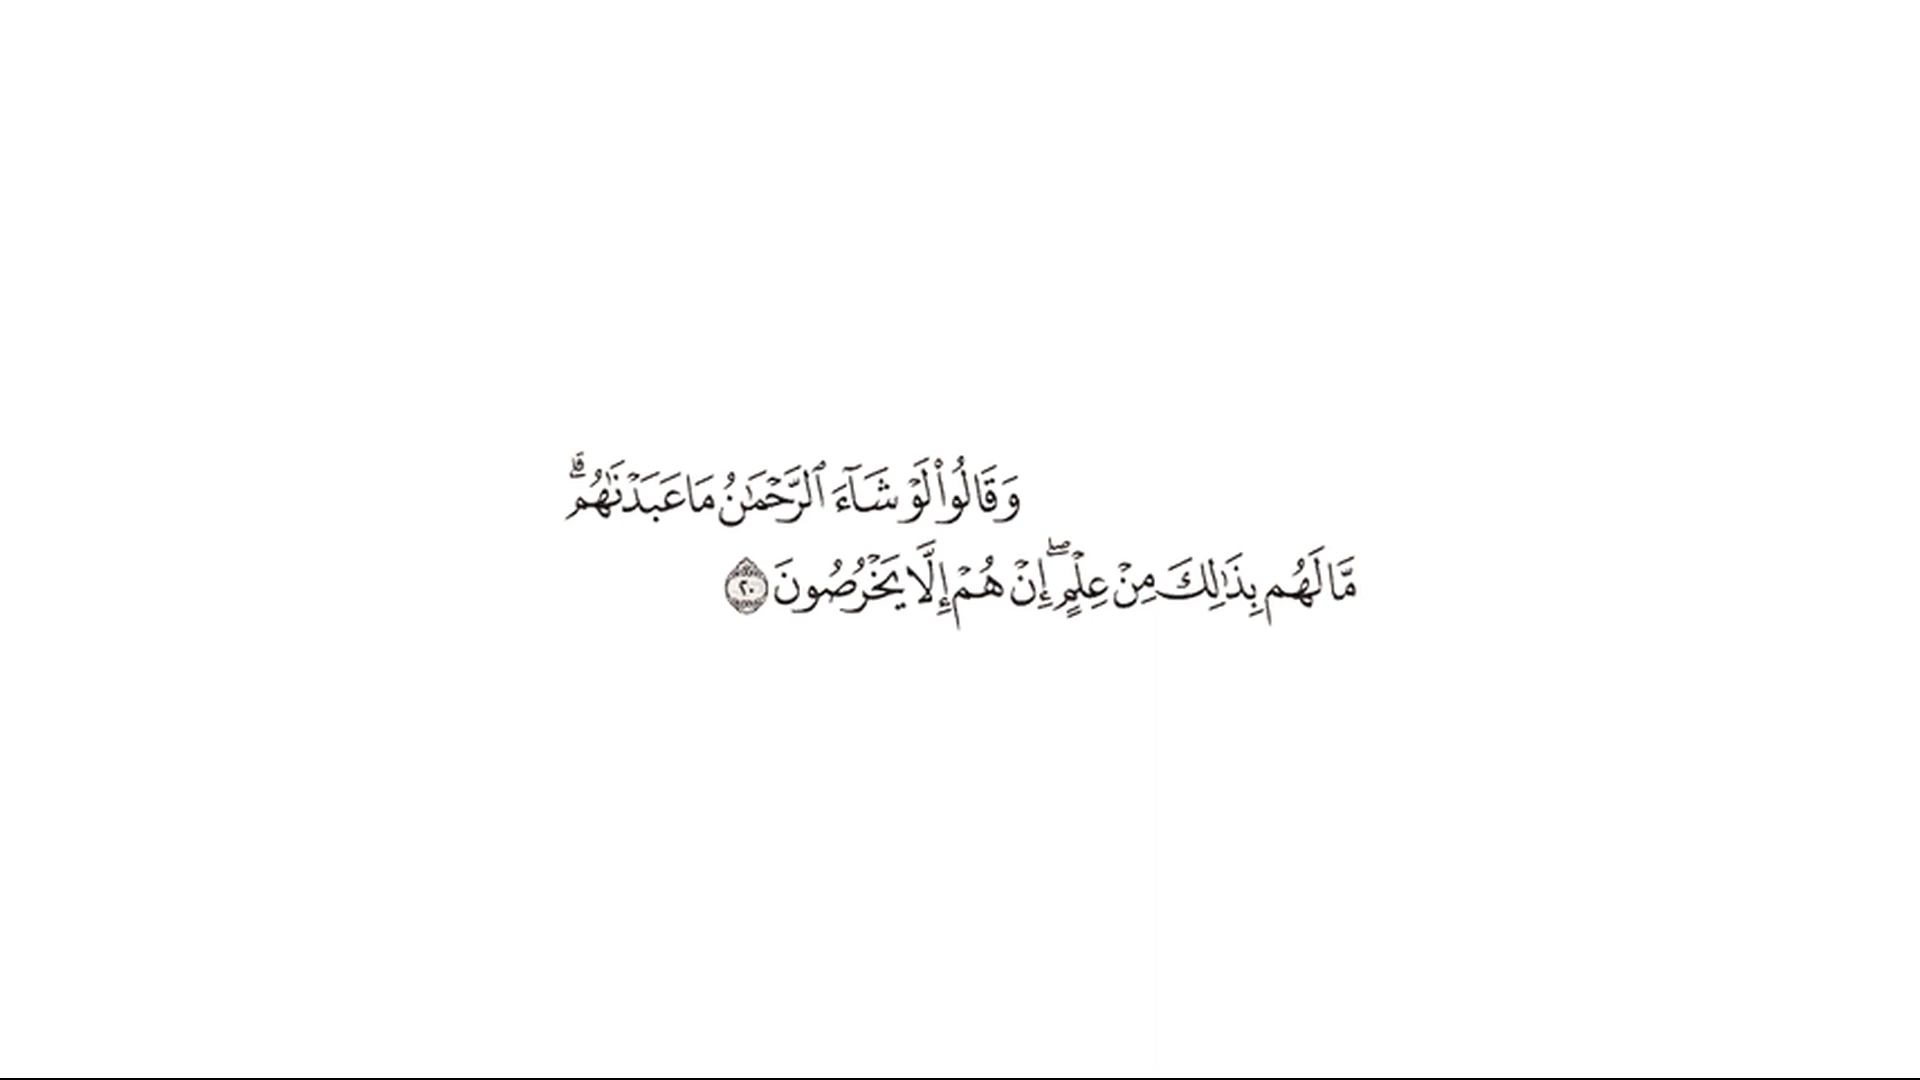 وَقَالُوا۟ لَوْ شَآءَ ٱلرَّحْمَـٰنُ مَا عَبَدْنَـٰهُم ۗ
مَّا لَهُم بِذَٰلِكَ مِنْ عِلْمٍ ۖ إِنْ هُمْ إِلَّا يَخْرُصُونَ ٢٠